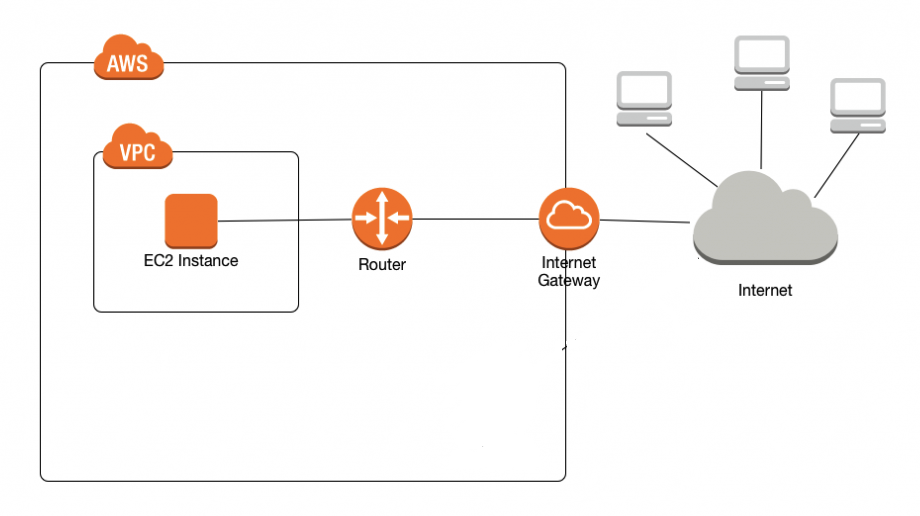 AWS
VPC
EC2 Instance
Router
Internet
Gateway
Internet